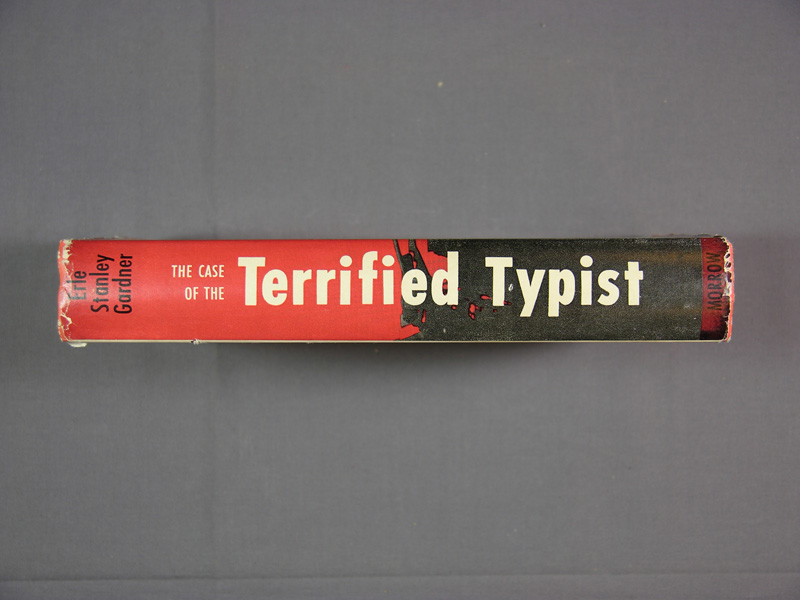 Erle
Stanley
Gardner
THE CASE
OF THE
Terrified Typist
MORROW